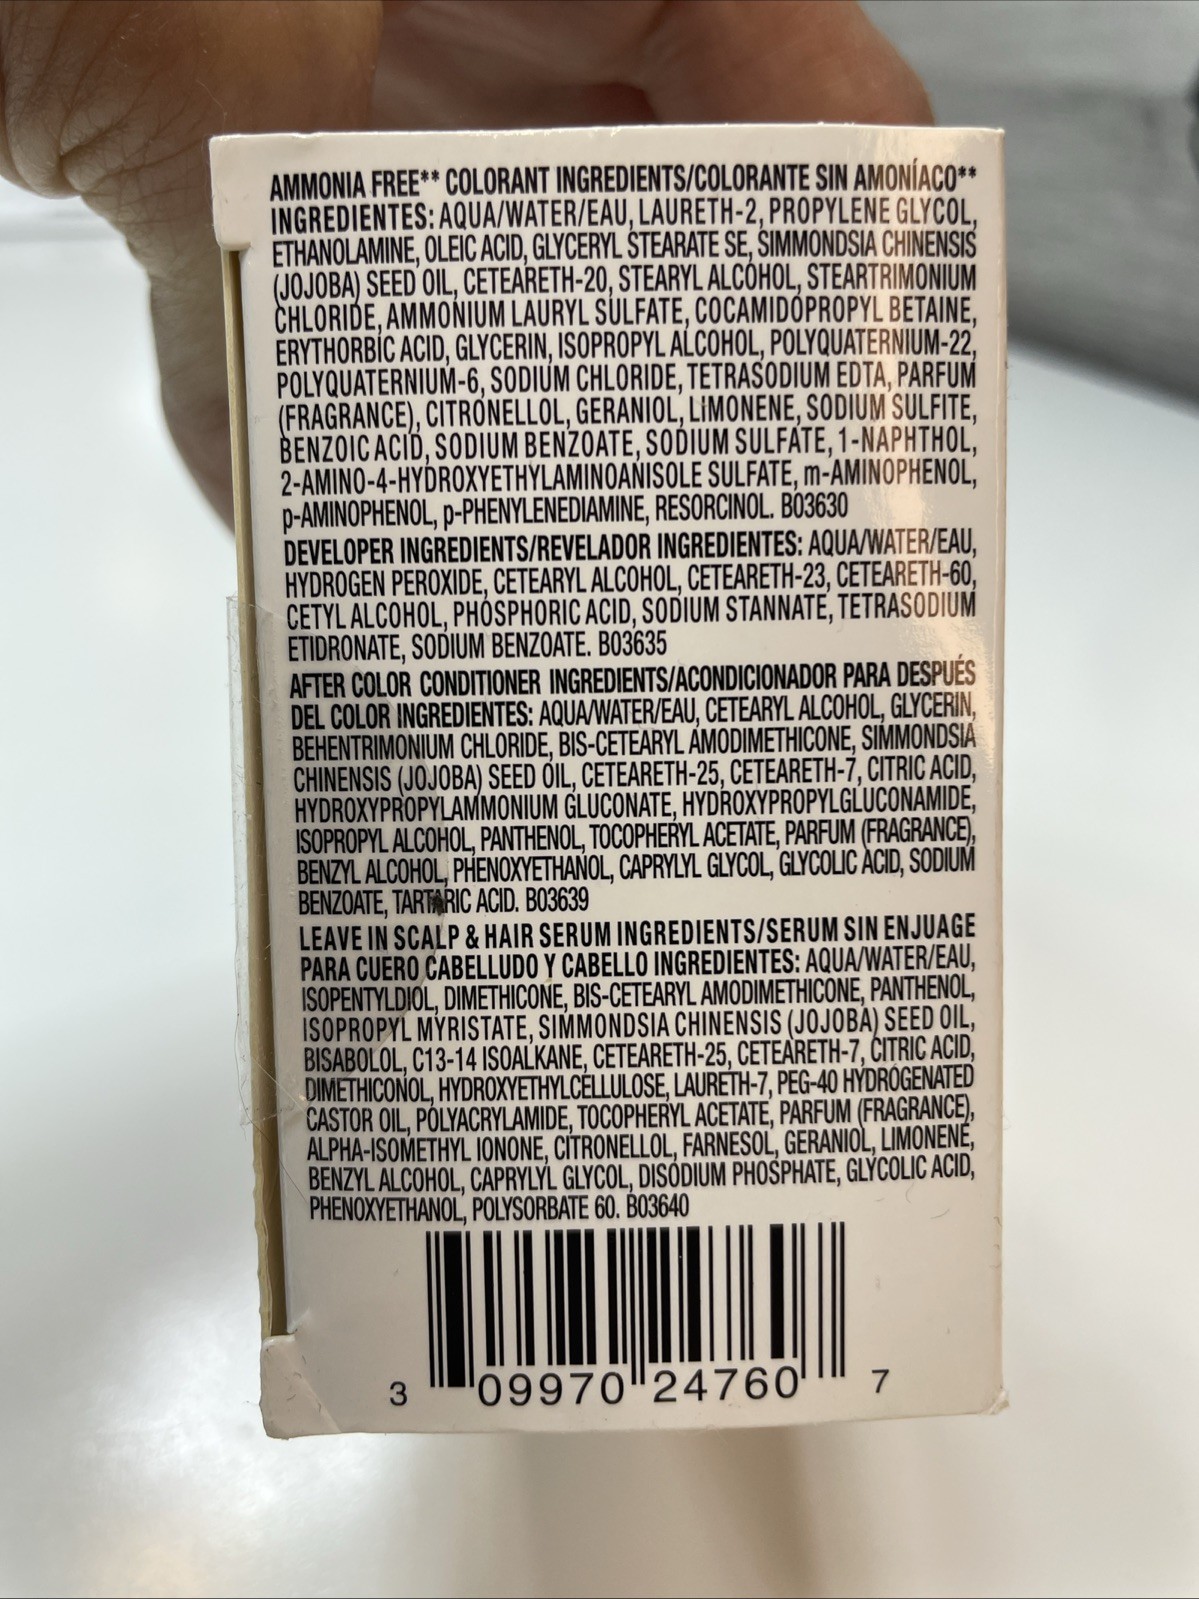 AMMONIA FREE** COLORANT INGREDIENTS/COLORANTE SIN AMONÍACO**
INGREDIENTES: AQUA/WATER/EAU, LAURETH-2, PROPYLENE GLYCOL,
ETHANOLAMINE, OLEIC ACID, GLYCERYL STEARATE SE, SIMMONDSIA CHINENSIS
(JOJOBA) SEED OIL, CETEARETH-20, STEARYL ALCOHOL, STEARTRIMONIUM
CHLORIDE, AMMONIUM LAURYL SULFATE, COCAMIDOPROPYL BETAINE,
ERYTHORBIC ACID, GLYCERIN, ISOPROPYL ALCOHOL, POLYQUATERNIUM-22,
POLYQUATERNIUM-6, SODIUM CHLORIDE, TETRASODIUM EDTA, PARFUM
(FRAGRANCE), CITRONELLOL, GERANIOL, LIMONENE, SODIUM SULFITE,
BENZOIC ACID, SODIUM BENZOATE, SODIUM SULFATE, 1-NAPHTHOL,
2-AMINO-4-HYDROXYETHYLAMINOANISOLE SULFATE, m-AMINOPHENOL,
p-AMINOPHENOL, p-PHENYLENEDIAMINE, RESORCINOL. B03630
DEVELOPER INGREDIENTS/REVELADOR INGREDIENTES: AQUA/WATER/EAU,
HYDROGEN PEROXIDE, CETEARYL ALCOHOL, CETEARETH-23, CETEARETH-60,
CETYL ALCOHOL, PHOSPHORIC ACID, SODIUM STANNATE, TETRASODIUM
ETIDRONATE, SODIUM BENZOATE. B03635
AFTER COLOR CONDITIONER INGREDIENTS/ACONDICIONADOR PARA DESPUÉS
DEL COLOR INGREDIENTES: AQUA/WATER/EAU, CETEARYL ALCOHOL, GLYCERIN,
BEHENTRIMONIUM CHLORIDE, BIS-CETEARYL AMODIMETHICONE, SIMMONDSIA
CHINENSIS (JOJOBA) SEED OIL, CETEARETH-25, CETEARETH-7, CITRIC ACID,
HYDROXYPROPYLAMMONIUM GLUCONATE, HYDROXYPROPYLGLUCONAMIDE,
ISOPROPYL ALCOHOL, PANTHENOL, TOCOPHERYL ACETATE, PARFUM (FRAGRANCE),
BENZYL ALCOHOL, PHENOXYETHANOL, CAPRYLYL GLYCOL, GLYCOLIC ACID, SODIUM
BENZOATE, TARTARIC ACID. B03639
LEAVE IN SCALP & HAIR SERUM INGREDIENTS/SERUM SIN ENJUAGE
PARA CUERO CABELLUDO Y CABELLO INGREDIENTES: AQUA/WATER/EAU,
ISOPENTYLDIOL, DIMETHICONE, BIS-CETEARYL AMODIMETHICONE, PANTHENOL,
ISOPROPYL MYRISTATE, SIMMONDSIA CHINENSIS (JOJOBA) SEED OIL,
BISABOLOL, C13-14 ISOALKANE, CETEARETH-25, CETEARETH-7, CITRIC ACID,
DIMETHICONOL, HYDROXYETHYLCELLULOSE, LAURETH-7, PEG-40 HYDROGENATED
CASTOR OIL, POLYACRYLAMIDE, TOCOPHERYL ACETATE, PARFUM (FRAGRANCE),
ALPHA-ISOMETHYL IONONE, CITRONELLOL, FARNESOL, GERANIOL, LIMONENE,
BENZYL ALCOHOL, CAPRYLYL GLYCOL, DISODIUM PHOSPHATE, GLYCOLIC ACID,
PHENOXYETHANOL, POLYSORBATE 60. B03640
3 09970 24760 7